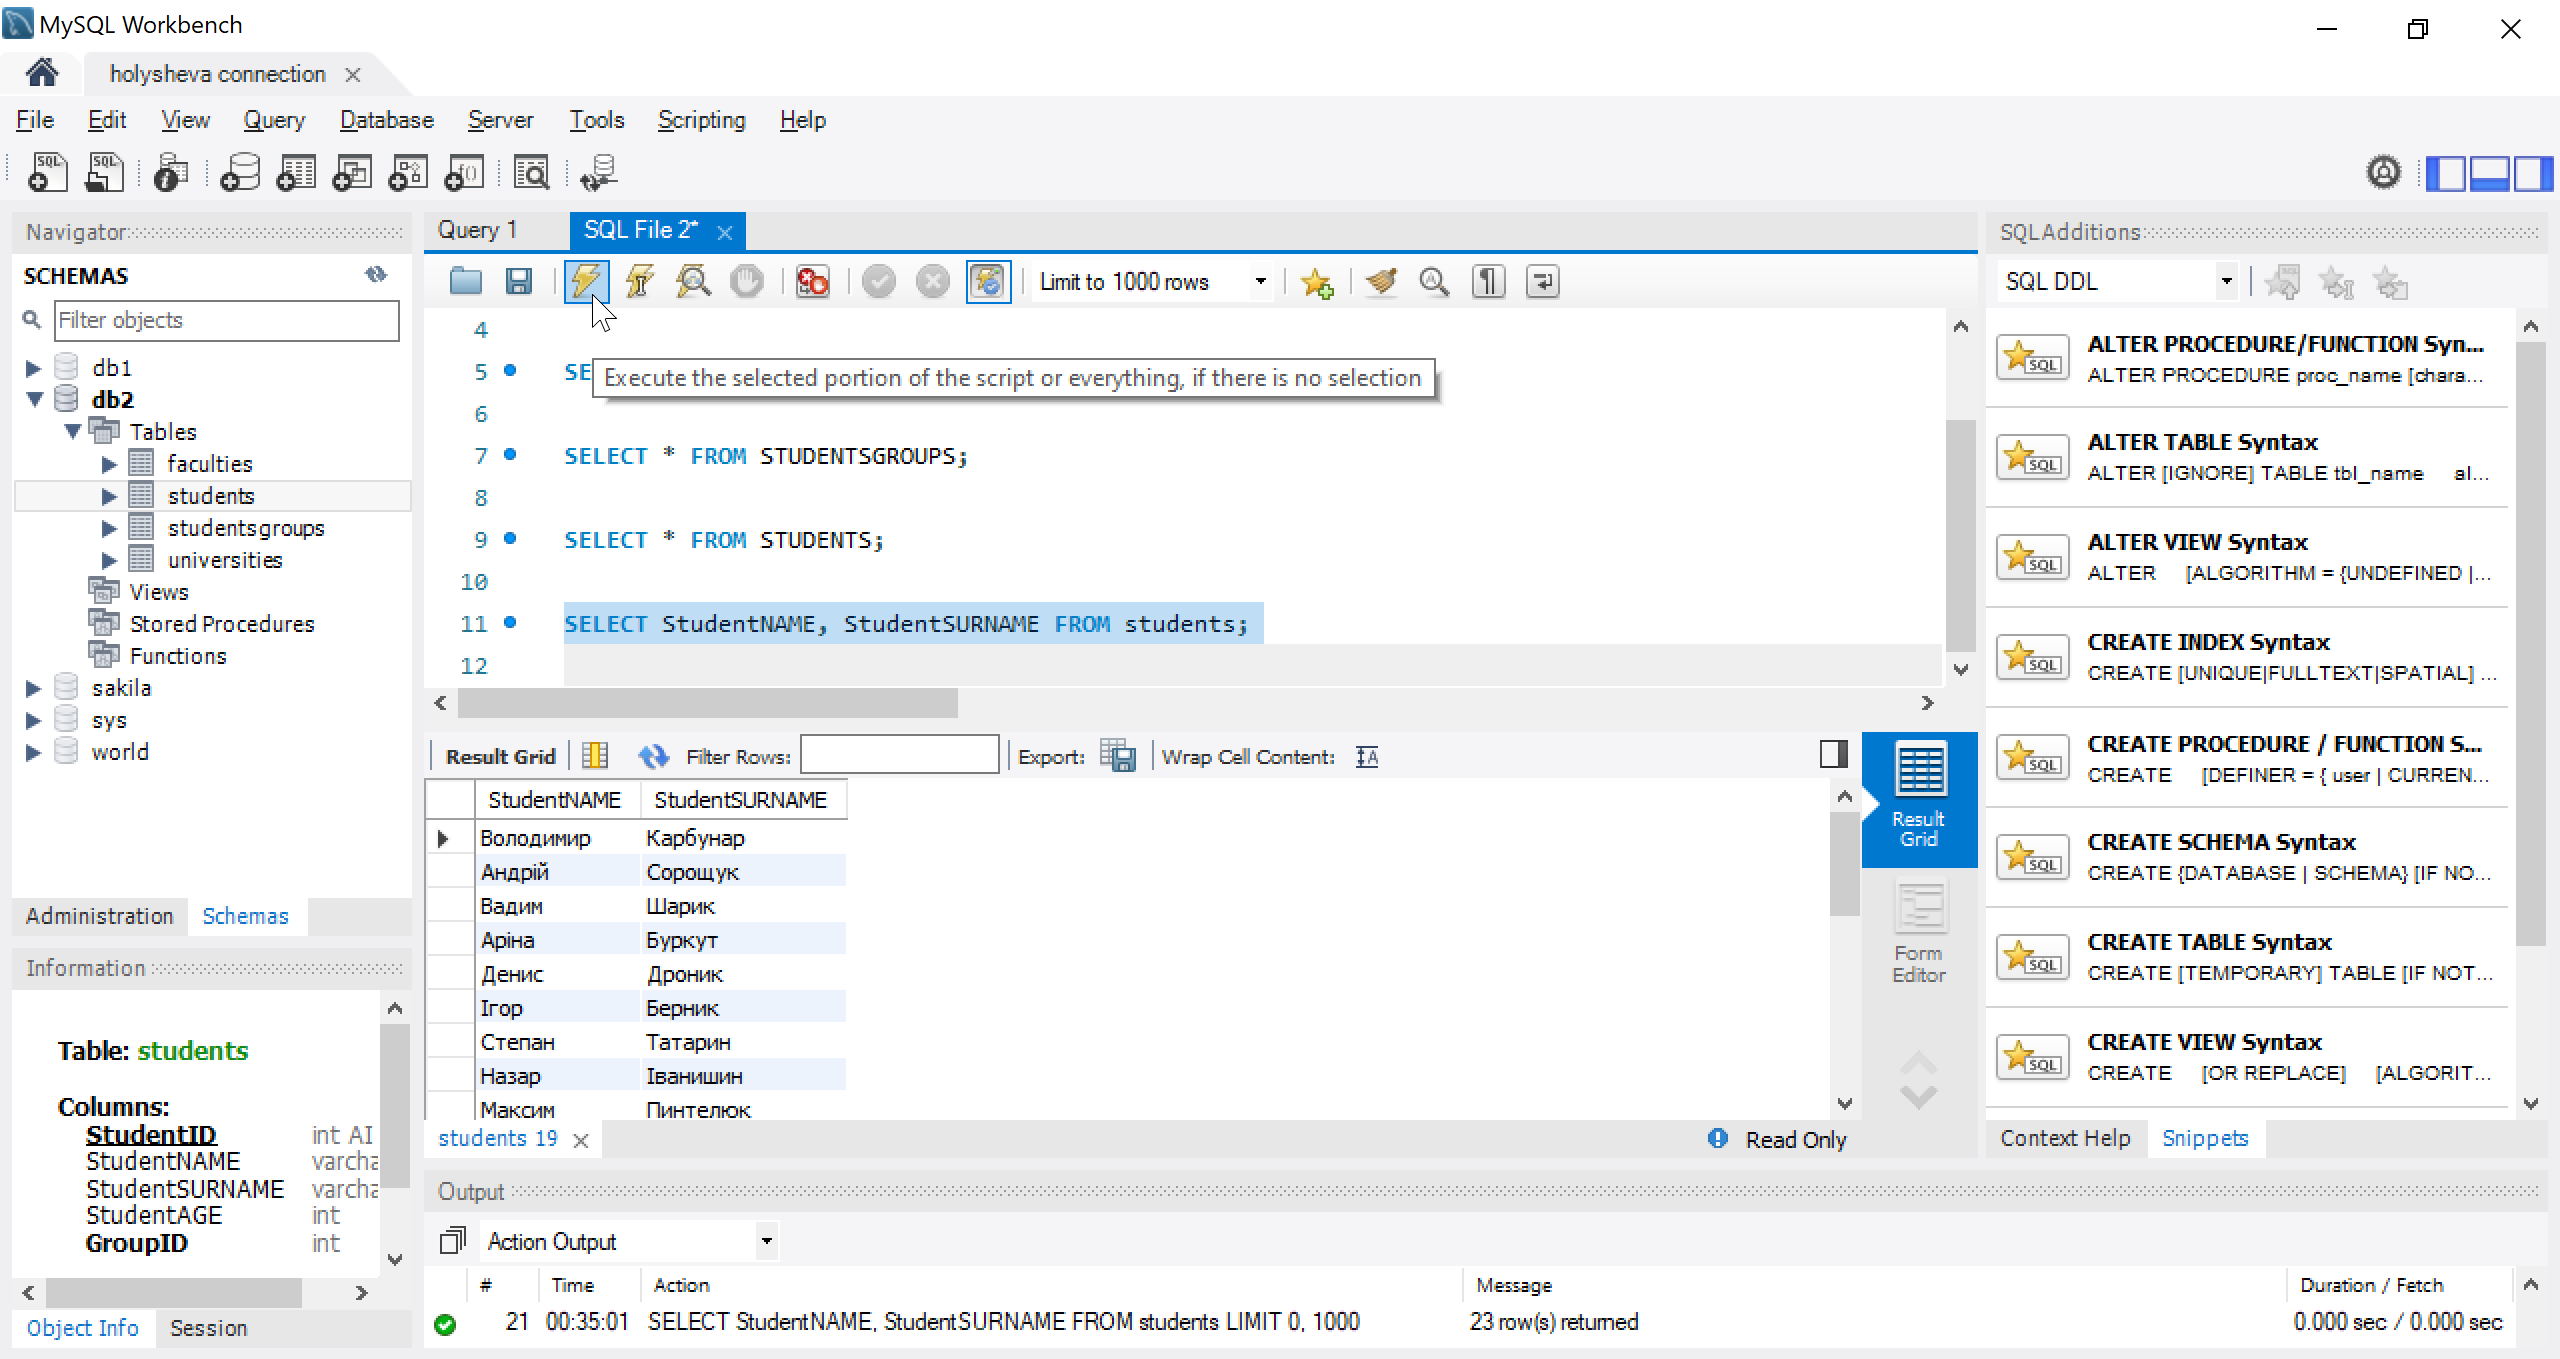 MySQL Workbench
holysheva connection
File Edit View Query Database Server Tools Scripting Help
Navigator
SCHEMAS
Filter objects
db1
db2
Tables
faculties
students
studentsgroups
universities
Views
Stored Procedures
Functions
sakila
sys
world
Administration Schemas
Information
Table: students
Columns:
StudentID int AI
StudentNAME varcha
StudentSURNAME varcha
StudentAGE int
GroupID int
Object Info Session
Query 1 SQL File 2*
Limit to 1000 rows
4
5 SE
Execute the selected portion of the script or everything, if there is no selection
6
7 SELECT * FROM STUDENTSGROUPS;
8
9 SELECT * FROM STUDENTS;
10
11 SELECT StudentNAME, StudentSURNAME FROM students;
12
Result Grid Filter Rows: Export: Wrap Cell Content:
StudentNAME StudentSURNAME
Володимир Карбунар
Андрій Сорощук
Вадим Шарик
Аріна Буркут
Денис Дроник
Ігор Берник
Степан Татарин
Назар Іванишин
Максим Пинтелюк
Result
Grid
Form
Editor
students 19 Read Only
Output
Action Output
# Time Action Message Duration / Fetch
21 00:35:01 SELECT StudentNAME, StudentSURNAME FROM students LIMIT 0, 1000 23 row(s) returned 0.000 sec / 0.000 sec
SQLAdditions
SQL DDL
SQL
ALTER PROCEDURE/FUNCTION Syn...
ALTER PROCEDURE proc_name [chara...
SQL
ALTER TABLE Syntax
ALTER [IGNORE] TABLE tbl_name al...
SQL
ALTER VIEW Syntax
ALTER [ALGORITHM = {UNDEFINED |...
SQL
CREATE INDEX Syntax
CREATE [UNIQUE|FULLTEXT|SPATIAL] ...
SQL
CREATE PROCEDURE / FUNCTION S...
CREATE [DEFINER = { user | CURREN...
SQL
CREATE SCHEMA Syntax
CREATE {DATABASE | SCHEMA} [IF NO...
SQL
CREATE TABLE Syntax
CREATE [TEMPORARY] TABLE [IF NOT...
SQL
CREATE VIEW Syntax
CREATE [OR REPLACE] [ALGORIT...
Context Help Snippets